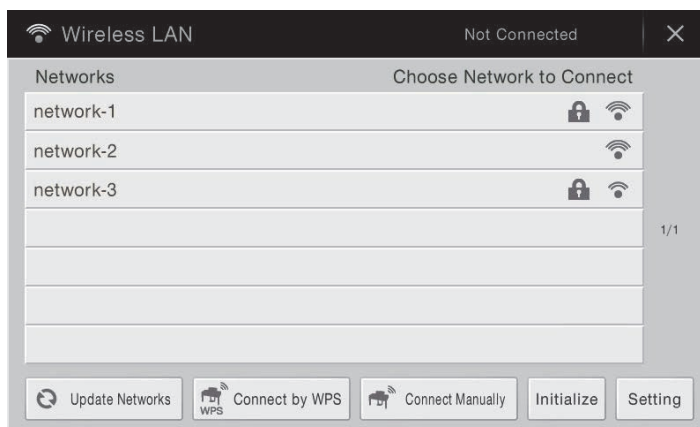 Wireless LAN Not Connected
Networks Choose Network to Connect
network-1
network-2
network-3
1/1
Update Networks WPS Connect by WPS Connect Manually Initialize Setting